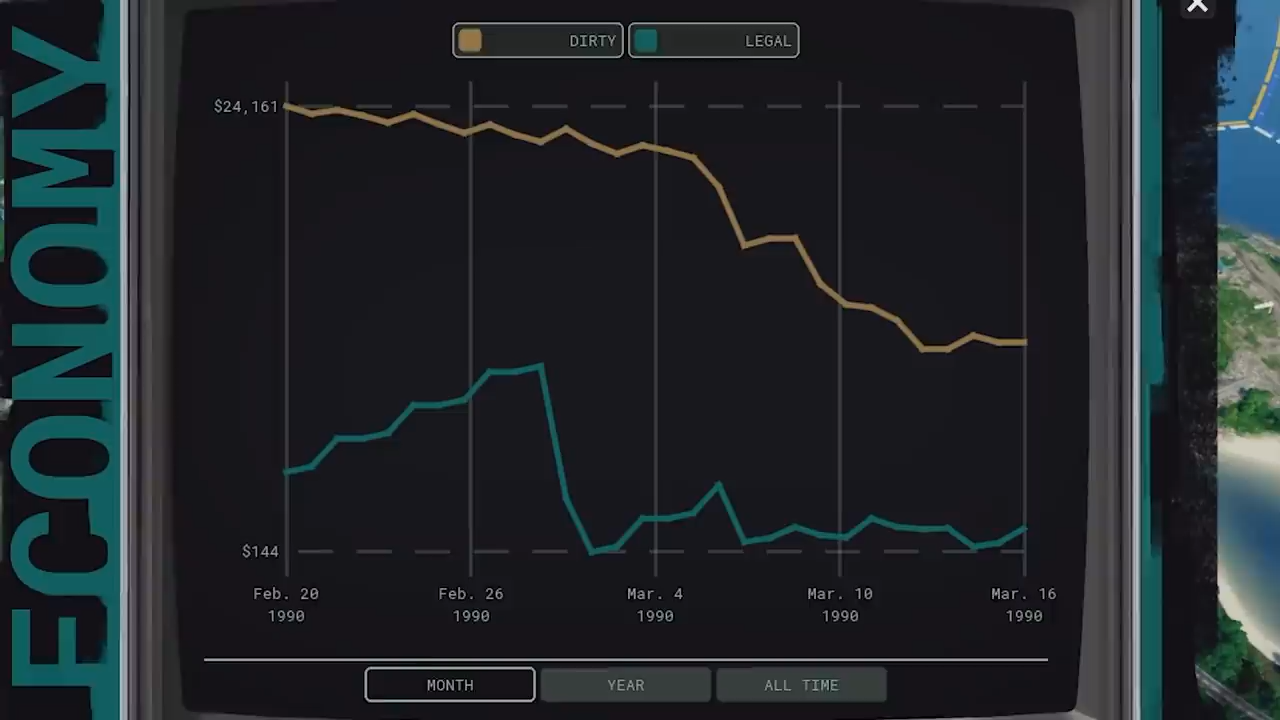 ECONOMY
DIRTY
LEGAL
$24,161
$144
Feb. 20
1990
Feb. 26
1990
Mar. 4
1990
Mar. 10
1990
Mar. 16
1990
MONTH
YEAR
ALL TIME